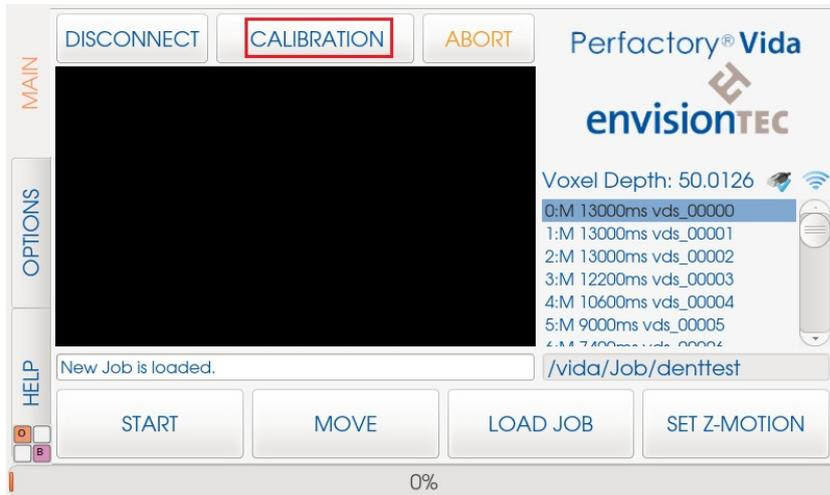 DISCONNECT
CALIBRATION
ABORT
Perfactory® Vida
envisionTEC
MAIN
OPTIONS
HELP
Voxel Depth: 50.0126
0:M 13000ms vds_00000
1:M 13000ms vds_00001
2:M 13000ms vds_00002
3:M 12200ms vds_00003
4:M 10600ms vds_00004
5:M 9000ms vds_00005
New Job is loaded.
/vida/Job/denttest
START
MOVE
LOAD JOB
SET Z-MOTION
O
B
0%